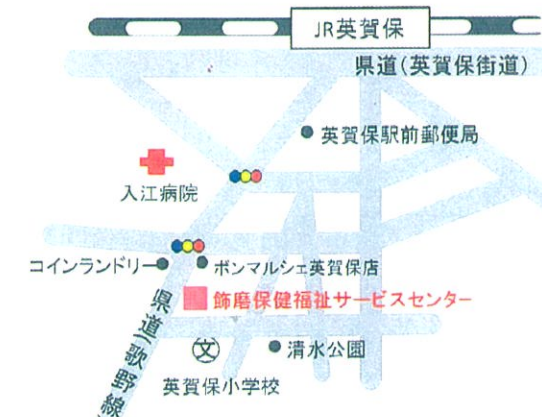 JR英賀保
県道(英賀保街道)
英賀保駅前郵便局
入江病院
コインランドリー
ボンマルシェ英賀保店
飾磨保健福祉サービスセンター
県道(歌野線
文
清水公園
英賀保小学校